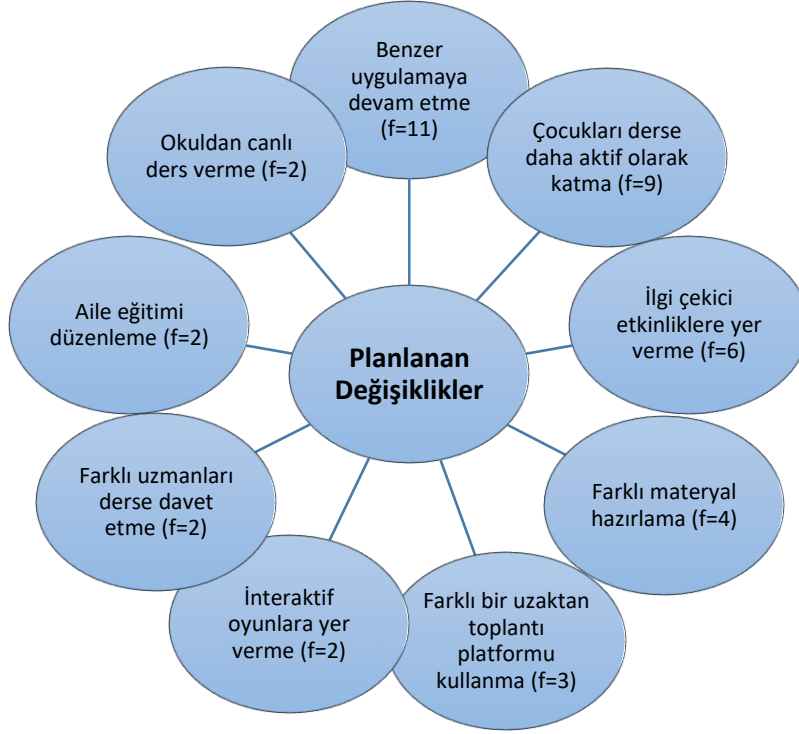 Benzer
uygulamaya
devam etme
(f=11)
Çocukları derse
daha aktif olarak
katma (f=9)
İlgi çekici
etkinliklere yer
verme (f=6)
Farklı materyal
hazırlama (f=4)
Farklı bir uzaktan
toplantı
platformu
kullanma (f=3)
İnteraktif
oyunlara yer
verme (f=2)
Farklı uzmanları
derse davet
etme (f=2)
Aile eğitimi
düzenleme (f=2)
Okuldan canlı
ders verme (f=2)
Planlanan
Değişiklikler